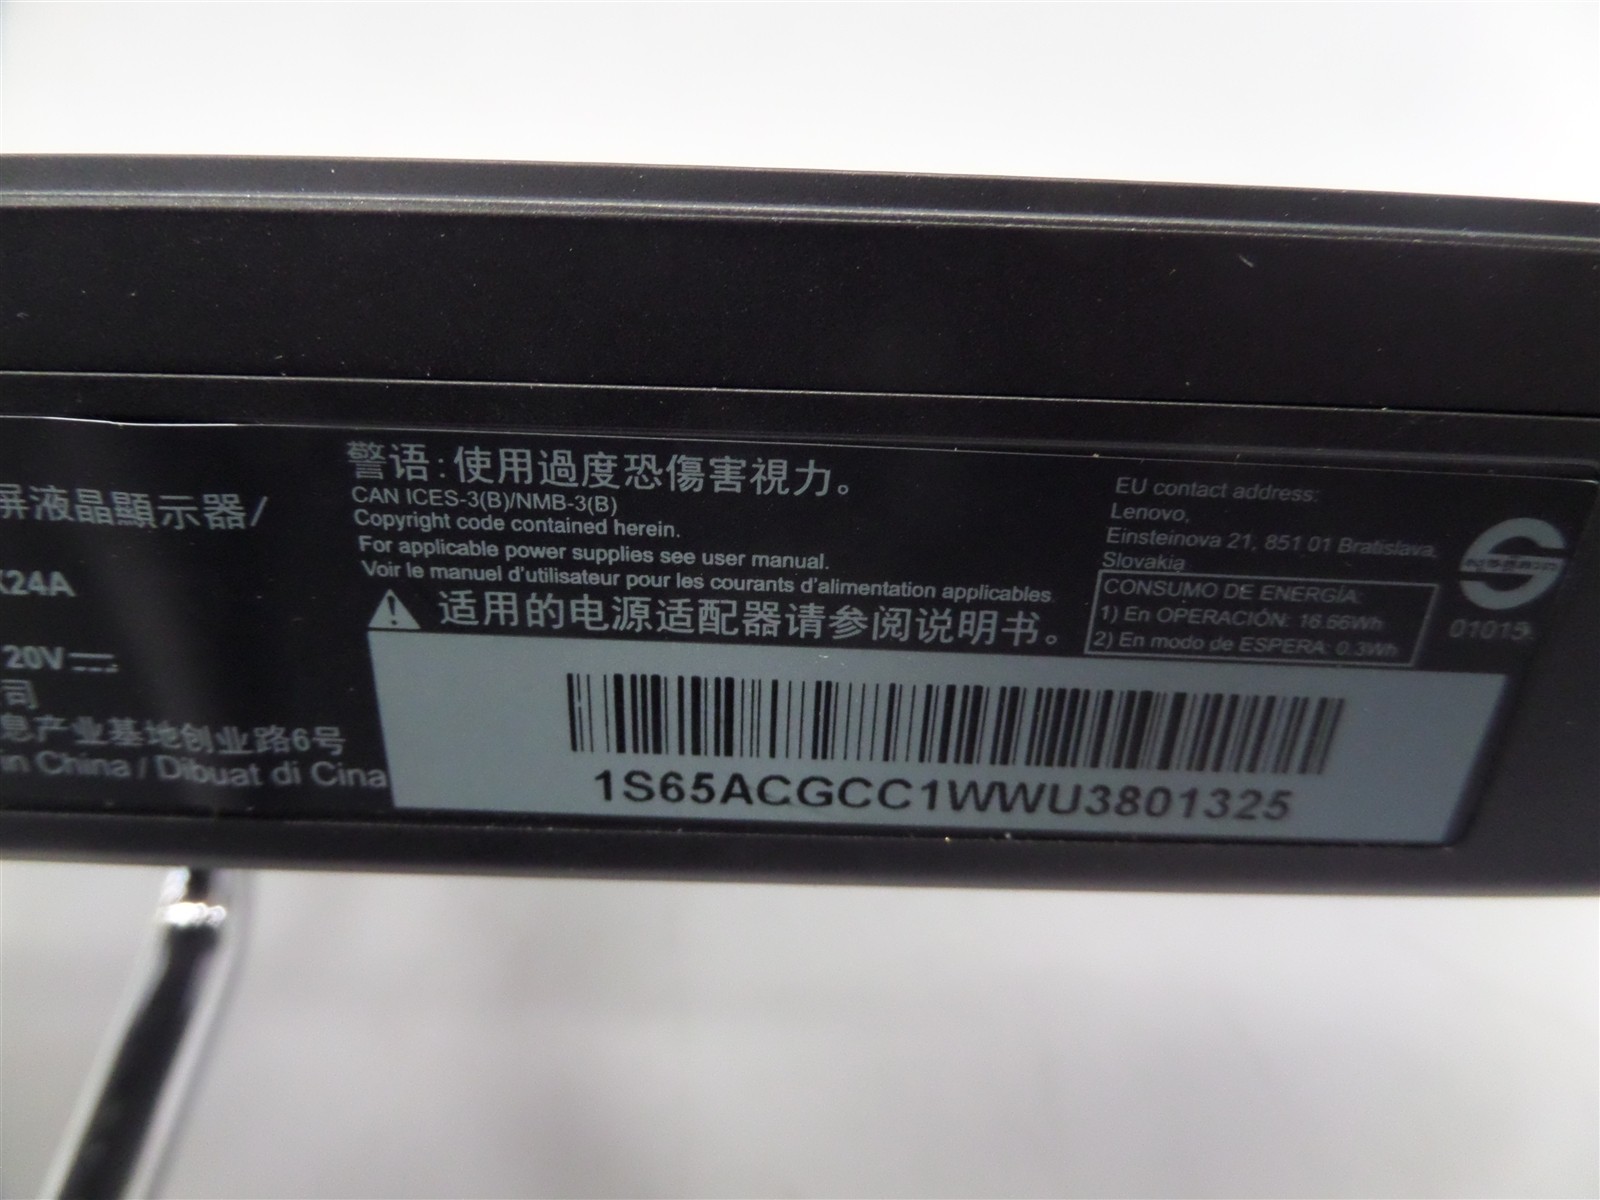 屏液晶顯示器/
24A
20V
司
息产业基地创业路6号
in China / Dibuat di Cina
警语:使用過度恐傷害視力。
CAN ICES-3(B)/NMB-3(B)
Copyright code contained herein.
For applicable power supplies see user manual.
Voir le manuel d'utilisateur pour les courants d'alimentation applicables.
适用的电源适配器请参阅说明书。
1S65ACGCC1WWU3801325
EU contact address:
Lenovo,
Einsteinova 21, 851 01 Bratislava,
Slovakia
CONSUMO DE ENERGÍA:
1) En OPERACIÓN: 16.66Wh
2) En modo de ESPERA: 0.3Wh